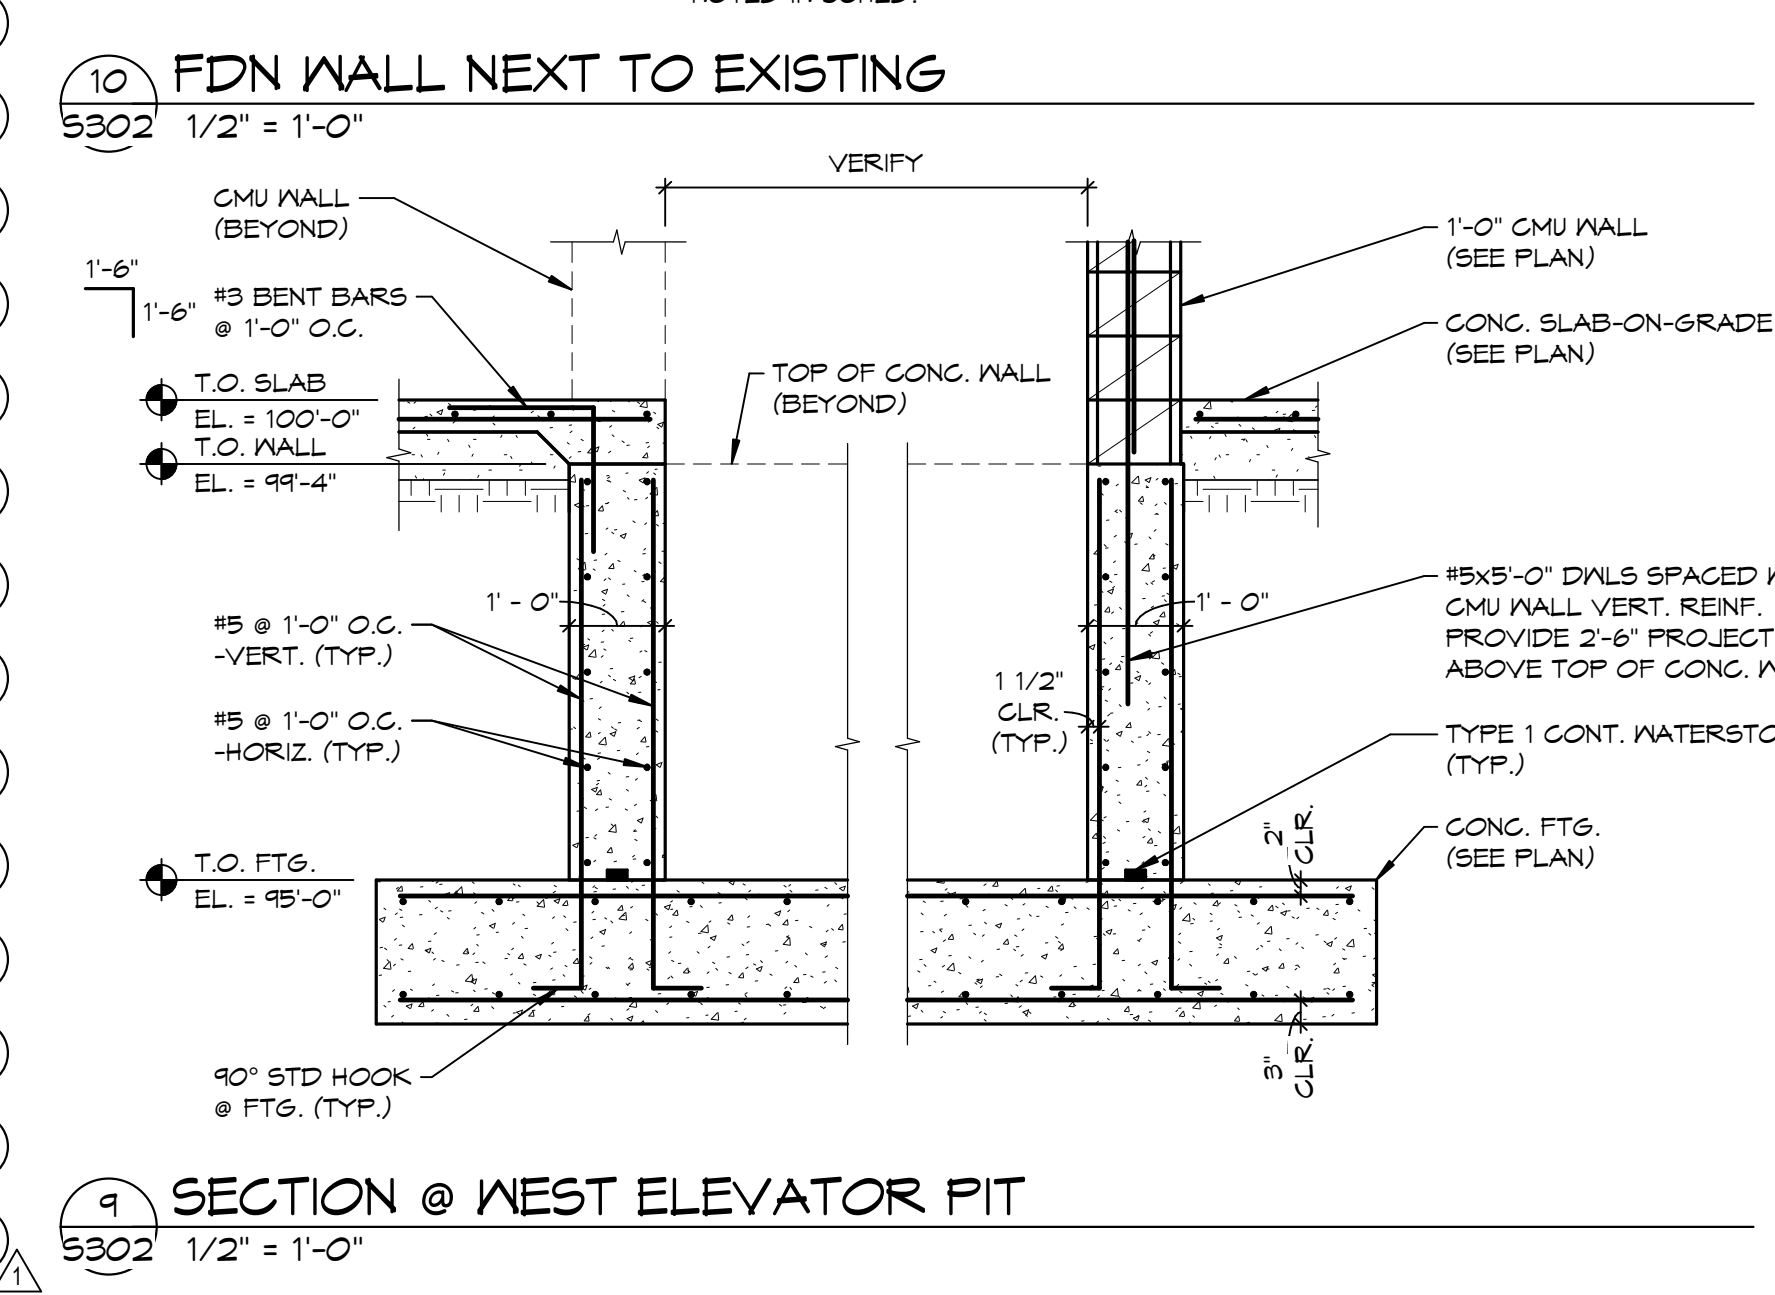 10 FDN WALL NEXT TO EXISTING
S302 1/2" = 1'-0"
VERIFY
CMU WALL
(BEYOND)
1'-6"
1'-6"
#3 BENT BARS
@ 1'-0" O.C.
T.O. SLAB
EL. = 100'-0"
T.O. WALL
EL. = 99'-4"
TOP OF CONC. WALL
(BEYOND)
1'-0" CMU WALL
(SEE PLAN)
CONC. SLAB-ON-GRADE
(SEE PLAN)
1' - 0"
1' - 0"
#5 @ 1'-0" O.C.
-VERT. (TYP.)
#5 @ 1'-0" O.C.
-HORIZ. (TYP.)
1 1/2"
CLR.
(TYP.)
#5x5'-0" DWLS SPACED
CMU WALL VERT. REINF.
PROVIDE 2'-6" PROJECT
ABOVE TOP OF CONC.
TYPE 1 CONT.
(TYP.)
CONC. FTG.
(SEE PLAN)
2"
CLR.
T.O. FTG.
EL. = 95'-0"
3"
CLR.
90° STD HOOK
@ FTG. (TYP.)
9 SECTION @ WEST ELEVATOR PIT
S302 1/2" = 1'-0"
1